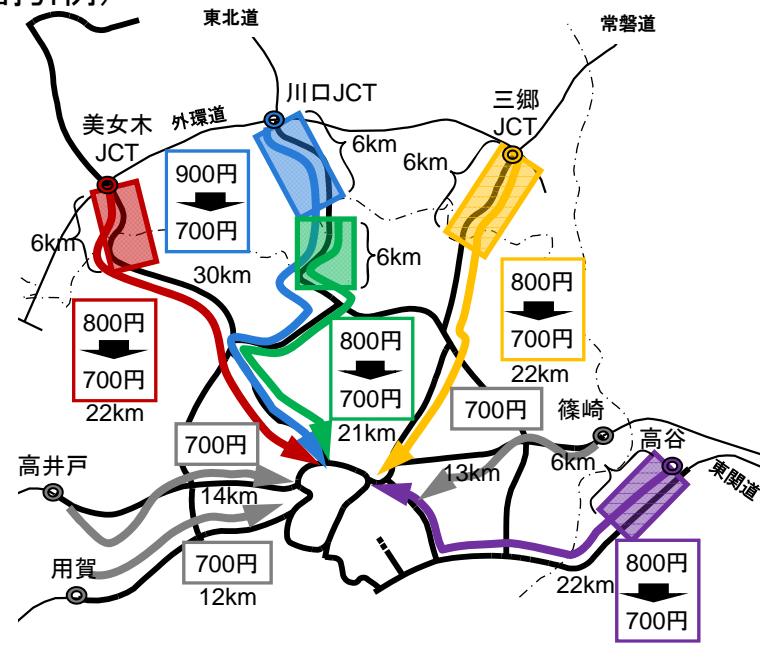 東北道
常磐道
川口JCT
三郷
JCT
外環道
美女木
JCT
6km
6km
900円
700円
6km
6km
30km
800円
700円
22km
800円
700円
22km
800円
700円
21km
700円
篠崎
700円
高谷
6km
13km
東関道
高井戸
14km
用賀
700円
12km
22km
800円
700円